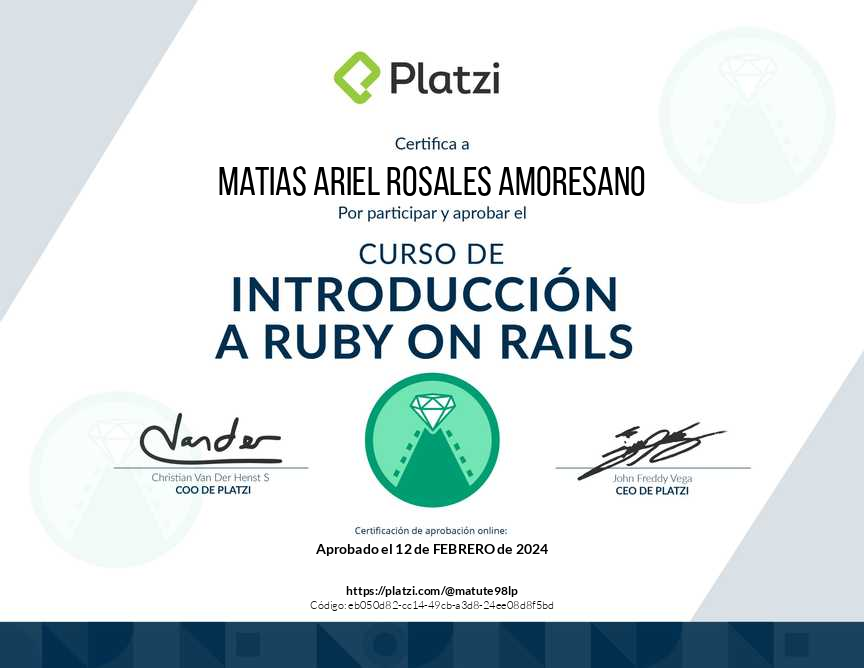 Platzi
Certifica a
MATIAS ARIEL ROSALES AMORESANO
Por participar y aprobar el
CURSO DE
INTRODUCCIÓN
A RUBY ON RAILS
Vander
Christian Van Der Henst S
COO DE PLATZI
John Freddy Vega
CEO DE PLATZI
Certificación de aprobación online:
Aprobado el 12 de FEBRERO de 2024
https://platzi.com/@matute98lp
Código: eb050d82-cc14-49cb-a3d8-24ee08d8f5bd